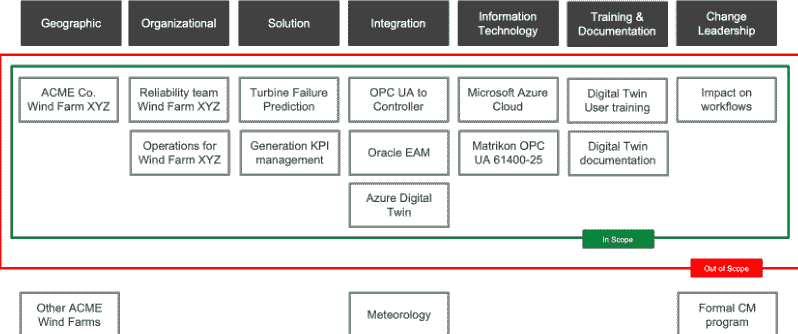 Geographic
Organizational
Solution
Integration
Information
Technology
Training &
Documentation
Change
Leadership
ACME Co.
Wind Farm XYZ
Reliability team
Wind Farm XYZ
Turbine Failure
Prediction
OPC UA to
Controller
Microsoft Azure
Cloud
Digital Twin
User training
Impact on
workflows
Operations for
Wind Farm XYZ
Generation KPI
management
Oracle EAM
Matrikon OPC
UA 61400-25
Digital Twin
documentation
Azure Digital
Twin
In Scope
Out of Scope
Other ACME
Wind Farms
Meteorology
Formal CM
program